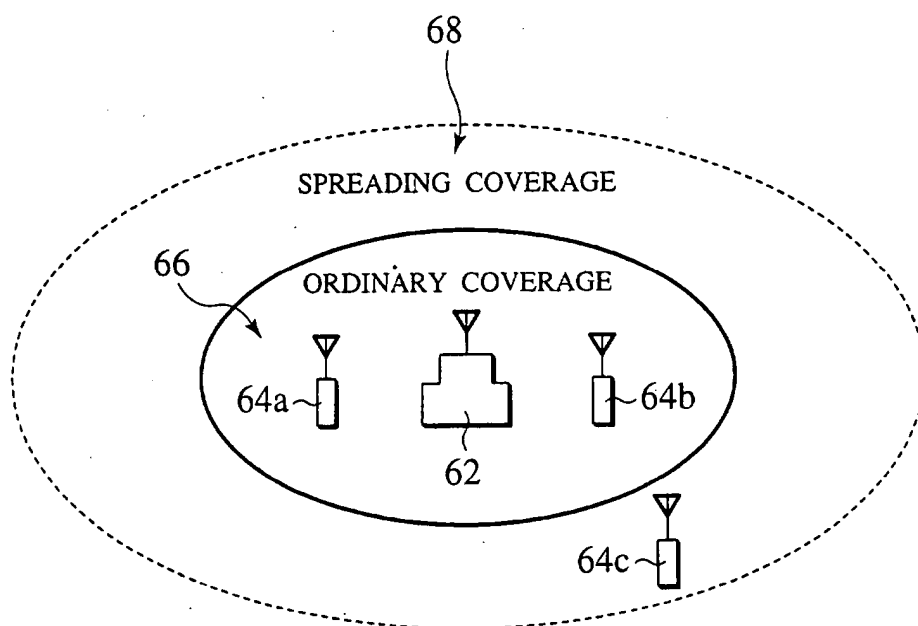 68
SPREADING COVERAGE
66
ORDINARY COVERAGE
64a
64b
62
64c